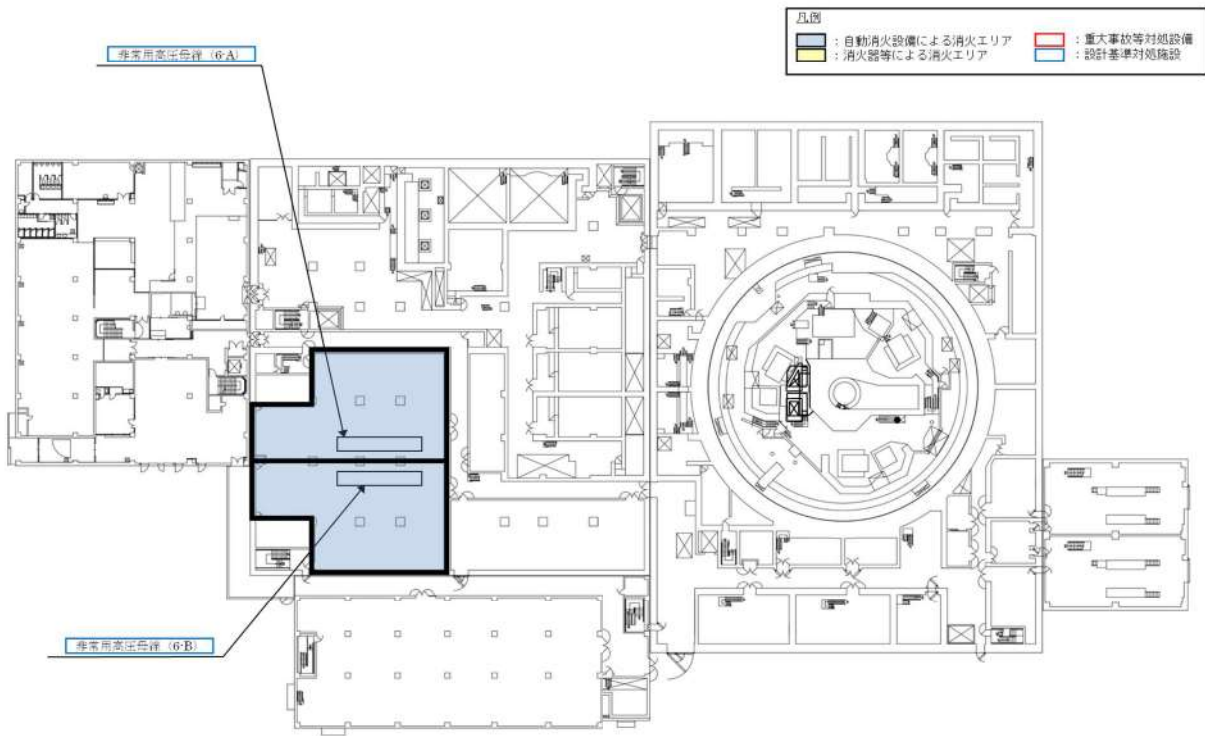 凡例
：自動消火設備による消火エリア
：消火器等による消火エリア
：重大事故等対処設備
：設計基準対処施設
非常用高圧母線（6-A）
非常用高圧母線（6-B）